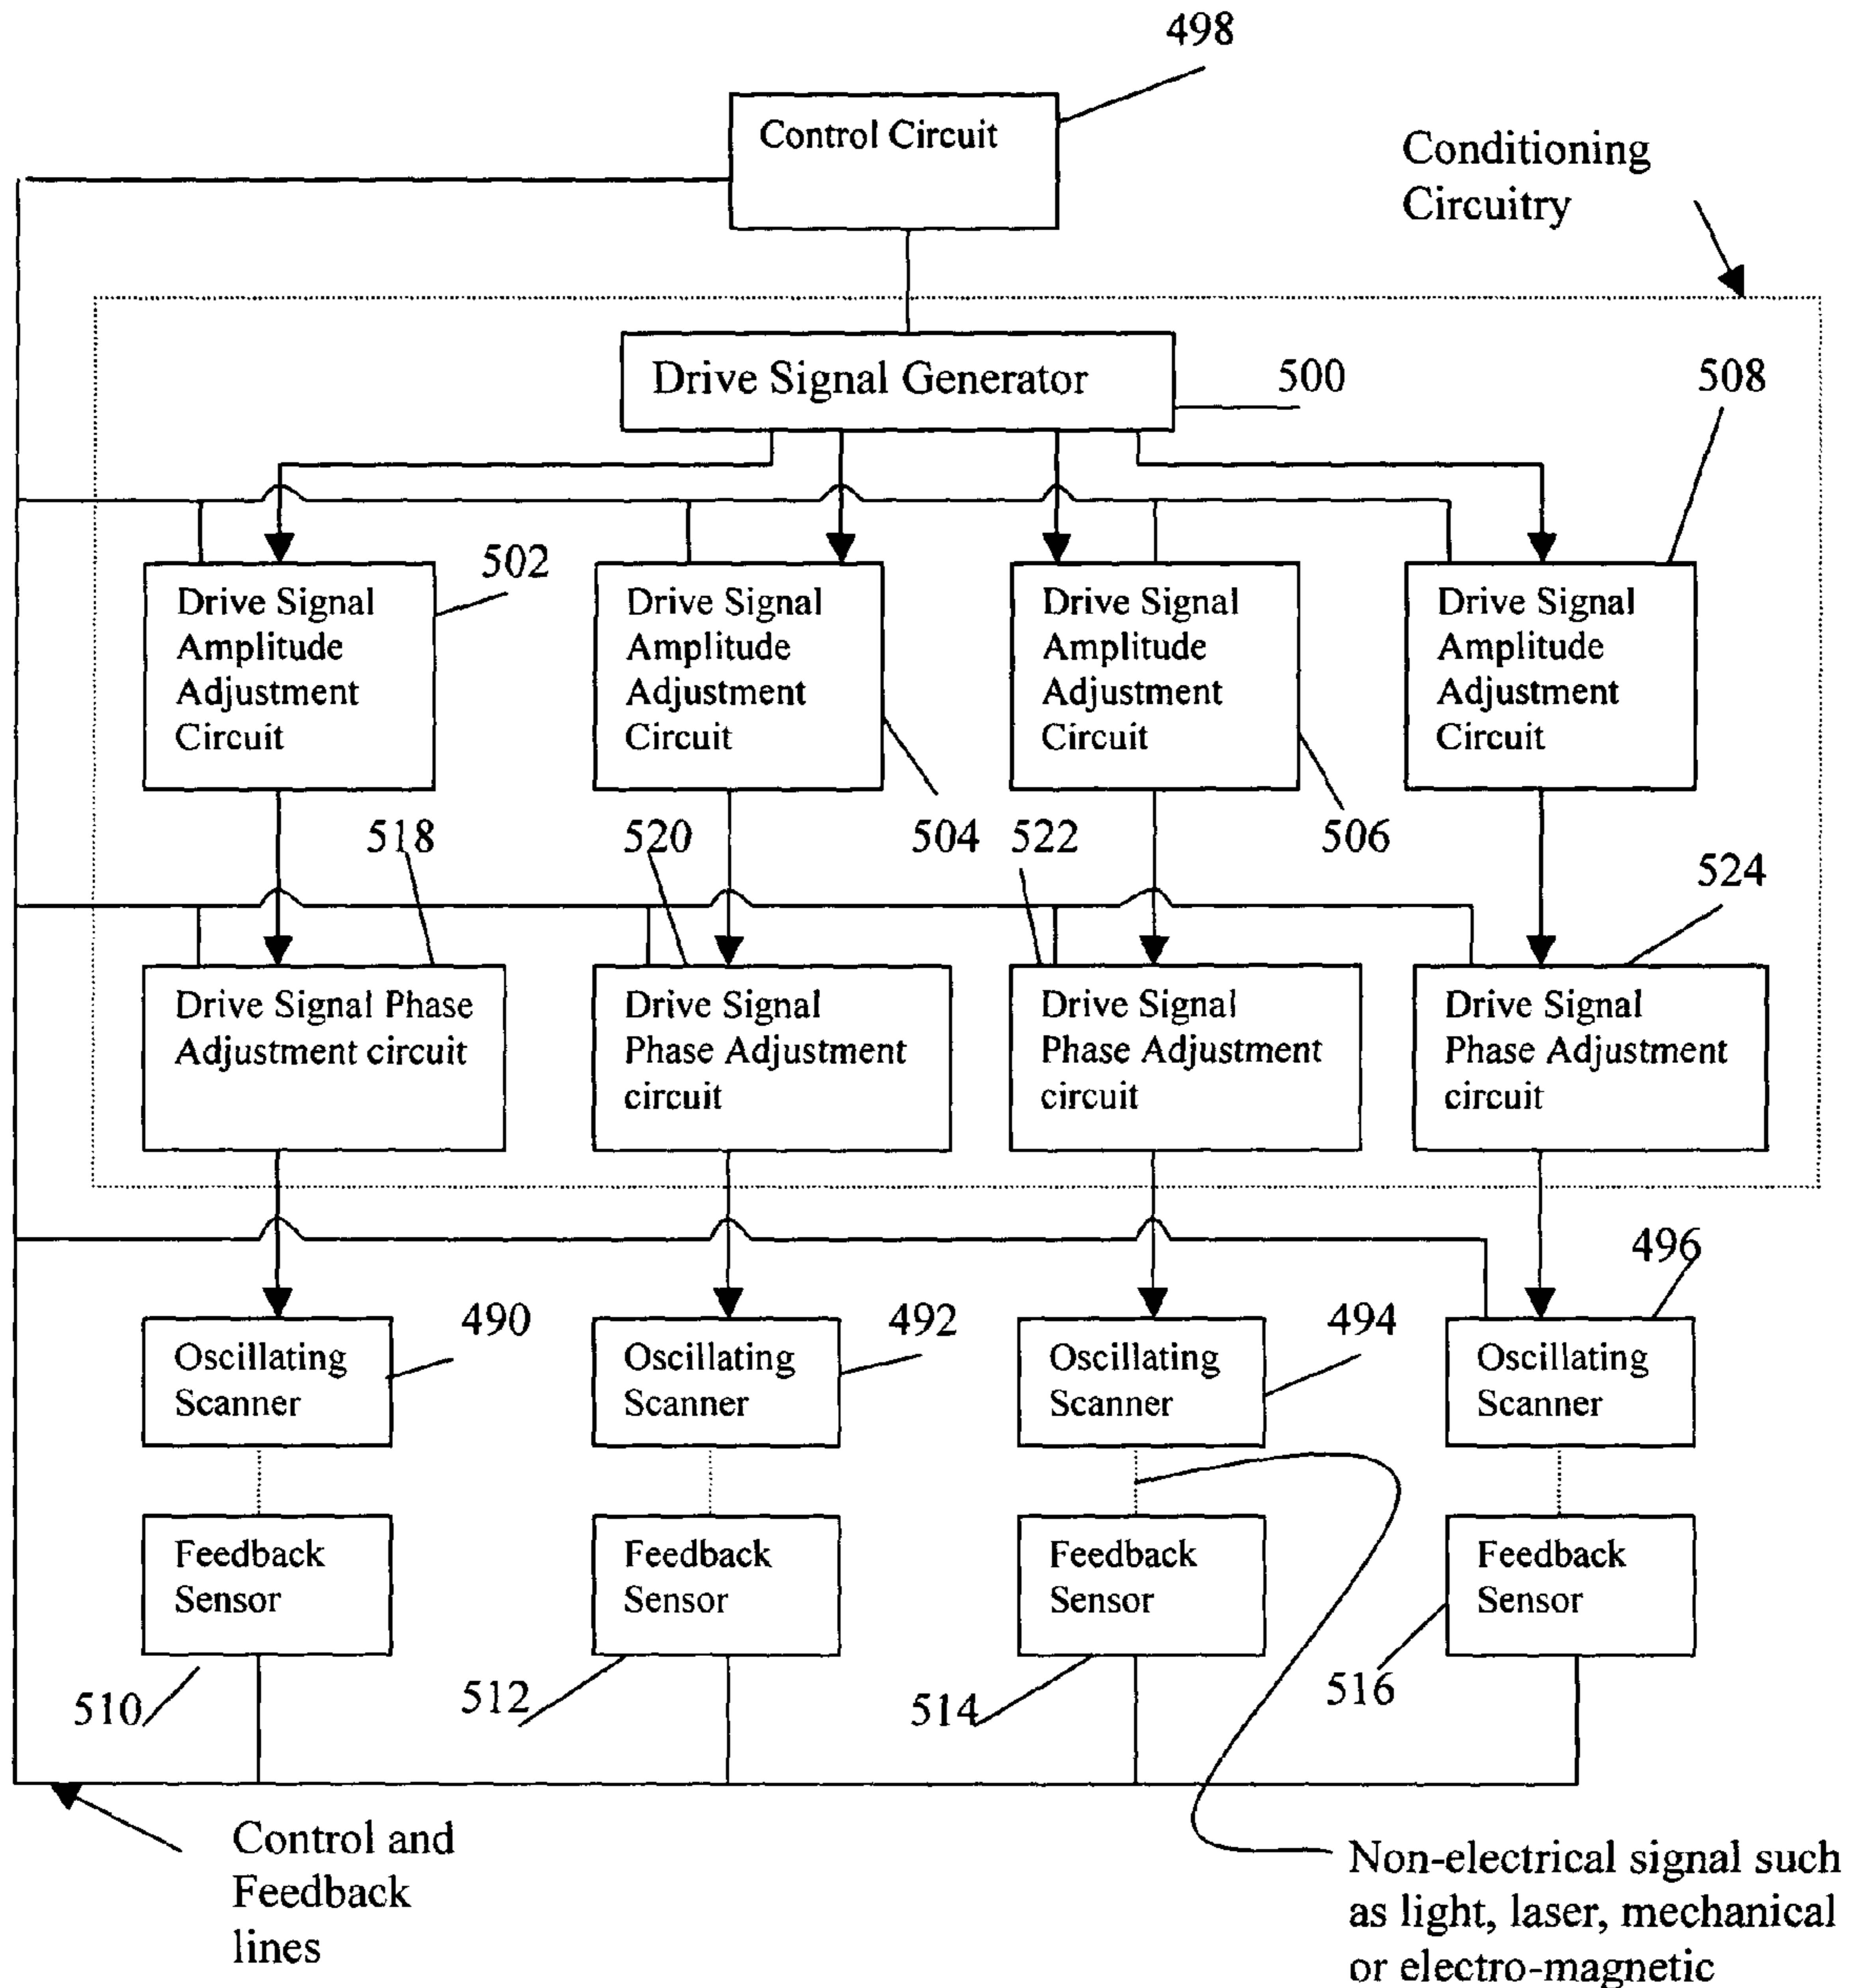 498
Control Circuit
Conditioning
Circuitry
Drive Signal Generator
500
508
502
Drive Signal
Amplitude
Adjustment
Circuit
Drive Signal
Amplitude
Adjustment
Circuit
Drive Signal
Amplitude
Adjustment
Circuit
Drive Signal
Amplitude
Adjustment
Circuit
518
520
504
522
506
524
Drive Signal Phase
Adjustment circuit
Drive Signal
Phase Adjustment
circuit
Drive Signal
Phase Adjustment
circuit
Drive Signal
Phase Adjustment
circuit
496
490
492
494
Oscillating
Scanner
Oscillating
Scanner
Oscillating
Scanner
Oscillating
Scanner
Feedback
Sensor
Feedback
Sensor
Feedback
Sensor
Feedback
Sensor
510
512
514
516
Control and
Feedback
lines
Non-electrical signal such
as light, laser, mechanical
or electro-magnetic